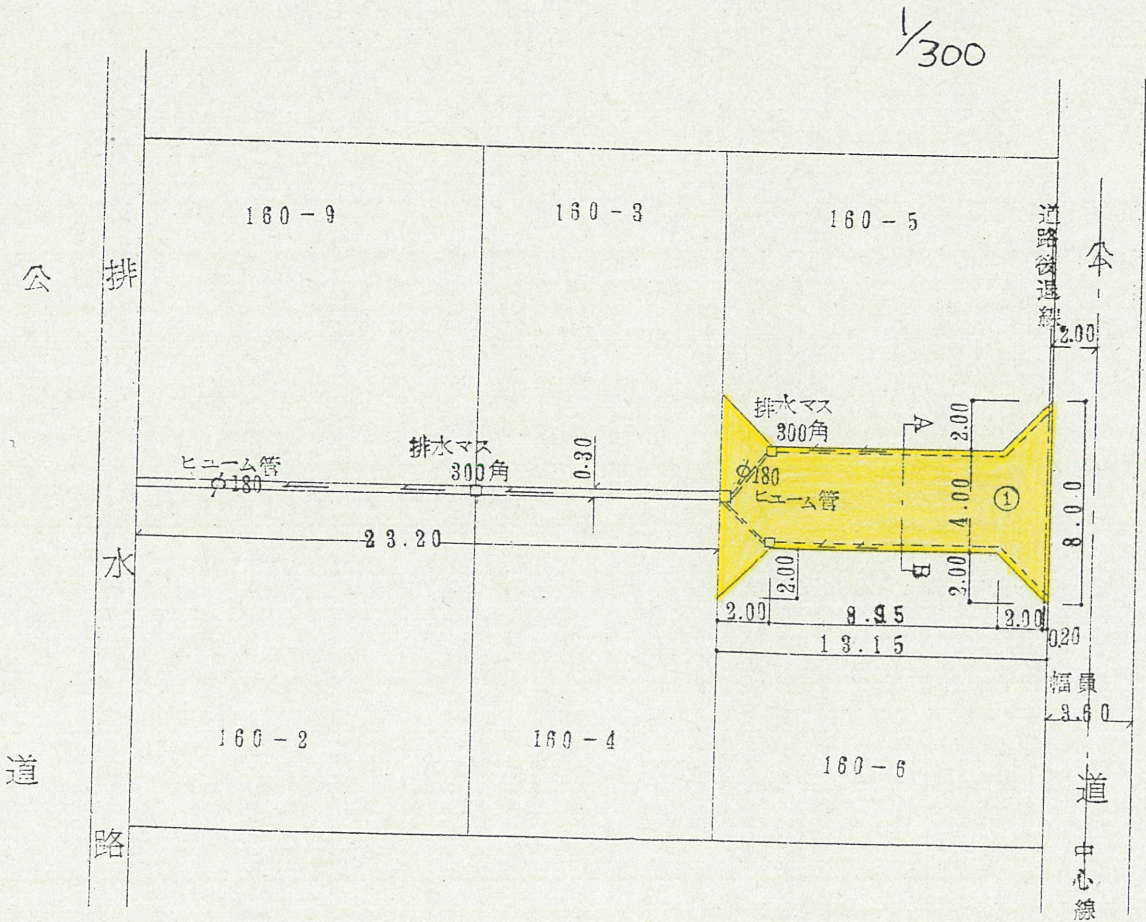 1/300
160-9
160-3
160-5
道路後退線
公
公
排
2.00
排水マス
300角
A
2.00
排水マス
300角
ヒューム管
φ180
0.30
φ180
ヒューム管
4.00
①
8.00
23.20
水
B
2.00
2.00
2.00
8.95
2.00
0.20
13.15
幅員
3.60
160-2
160-4
160-6
道
道
路
中心線